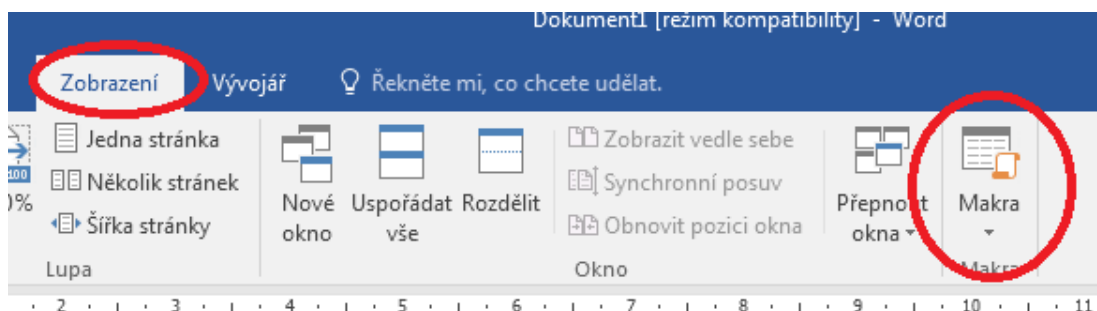 Dokument1 [režim kompatibility] - Word
Zobrazení Vývojář Řekněte mi, co chcete udělat.
Jedna stránka
Několik stránek
Šířka stránky
100
0%
Lupa
Nové okno
Uspořádat vše
Rozdělit
Zobrazit vedle sebe
Synchronní posuv
Obnovit pozici okna
Přepnout okna
Okno
Makra
Makra
2 3 4 5 6 7 8 9 10 11